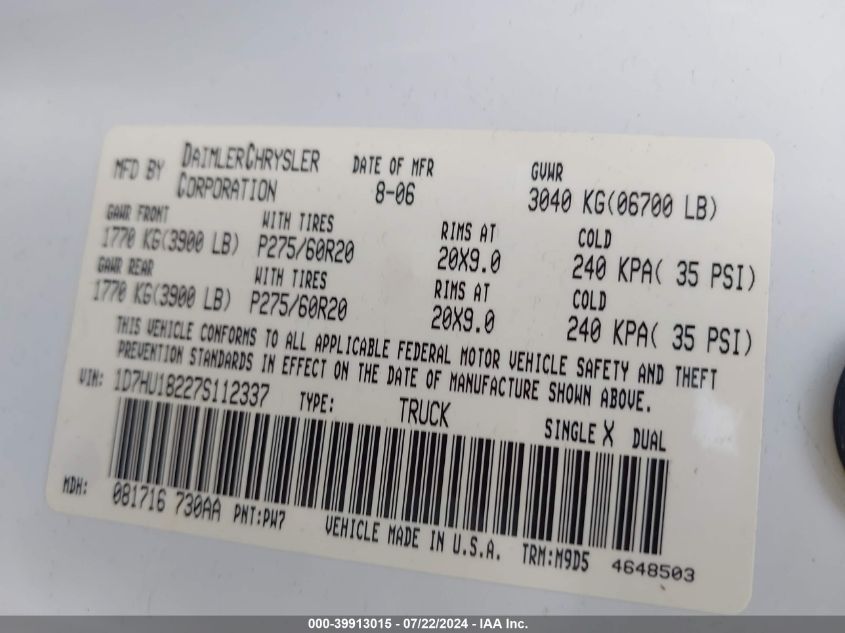 MFD BY DAIMLERCHRYSLER CORPORATION DATE OF MFR 8-06 GVWR 3040 KG(06700 LB)
GAWR FRONT WITH TIRES RIMS AT COLD
1770 KG(3900 LB) P275/60R20 20X9.0 240 KPA( 35 PSI)
GAWR REAR WITH TIRES RIMS AT COLD
1770 KG(3900 LB) P275/60R20 20X9.0 240 KPA( 35 PSI)
THIS VEHICLE CONFORMS TO ALL APPLICABLE FEDERAL MOTOR VEHICLE SAFETY AND THEFT
PREVENTION STANDARDS IN EFFECT ON THE DATE OF MANUFACTURE SHOWN ABOVE.
VIN: 1D7HU18227S112337 TYPE: TRUCK SINGLE X DUAL
MDH: 081716 730AA PNT:PW7 VEHICLE MADE IN U.S.A. TRM:M9D5 4648503
000-39913015 - 07/22/2024 - IAA Inc.